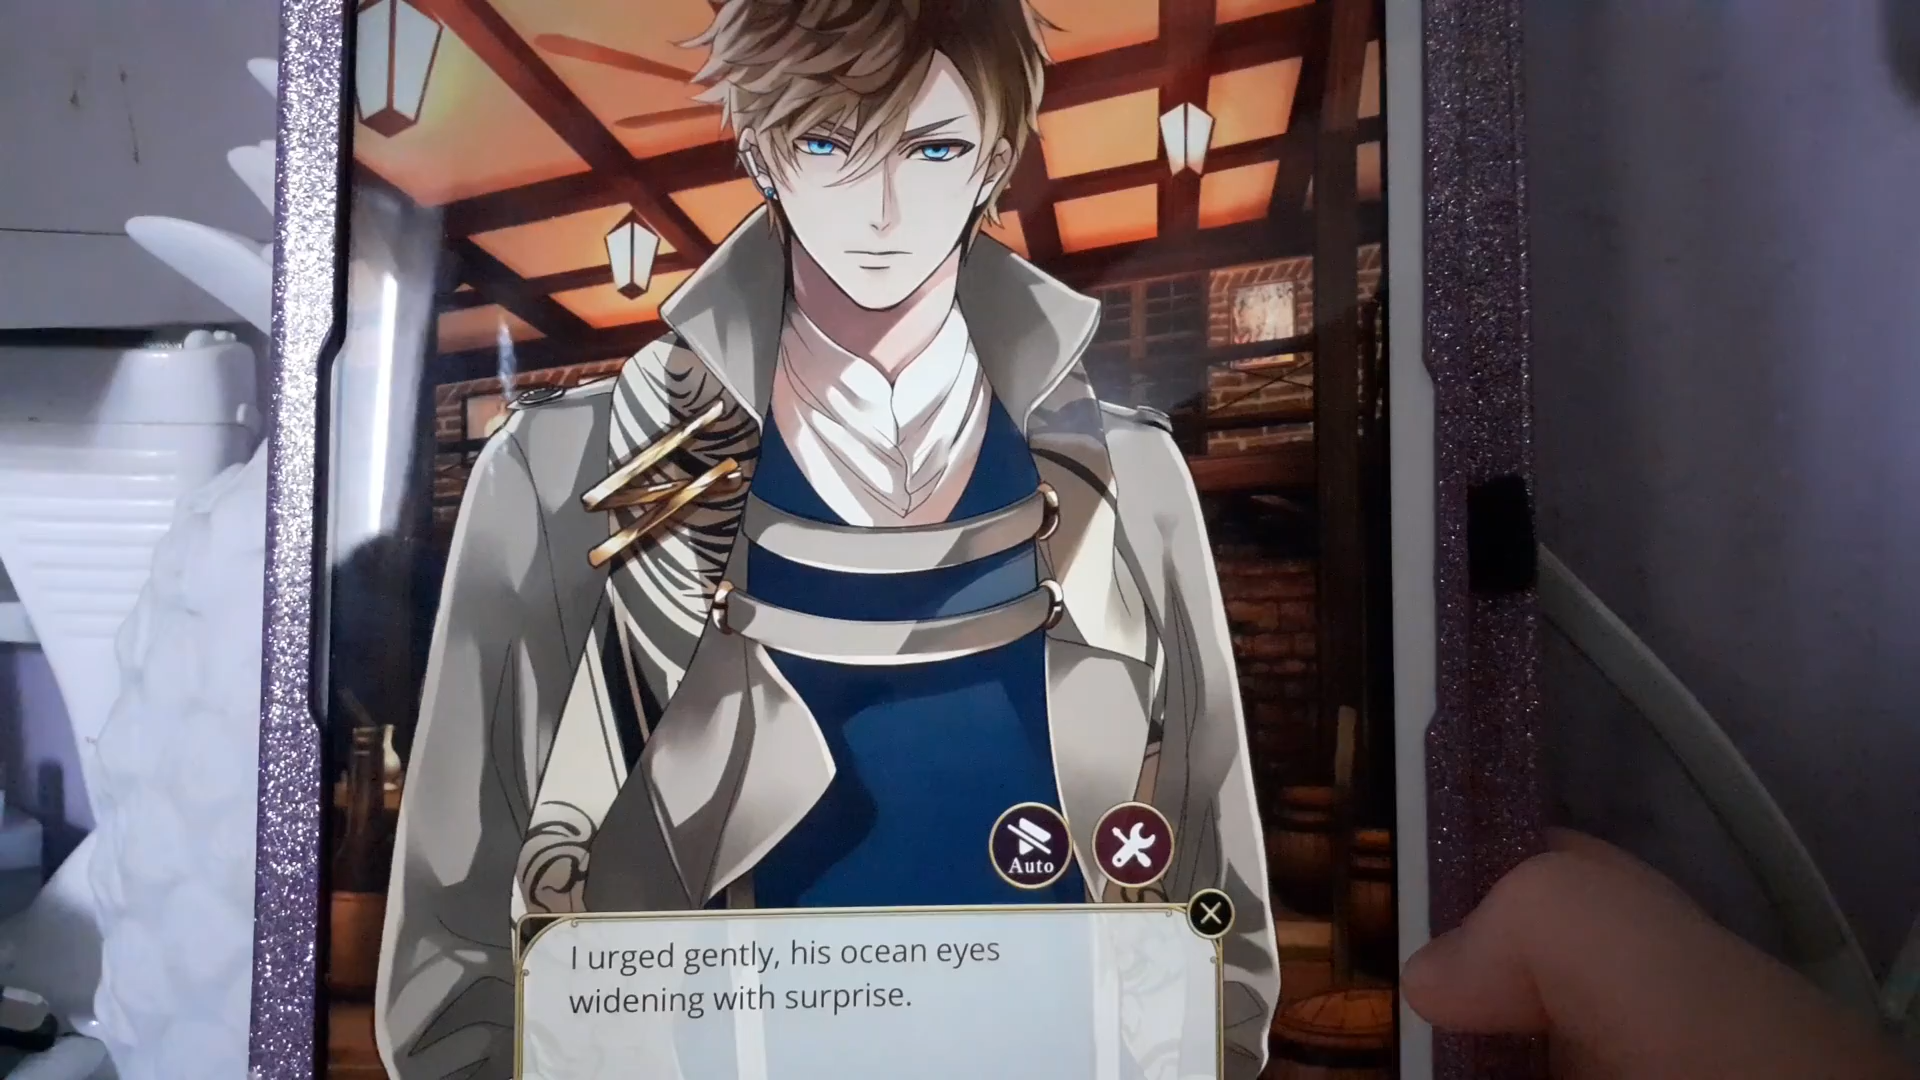 Auto
I urged gently, his ocean eyes
widening with surprise.